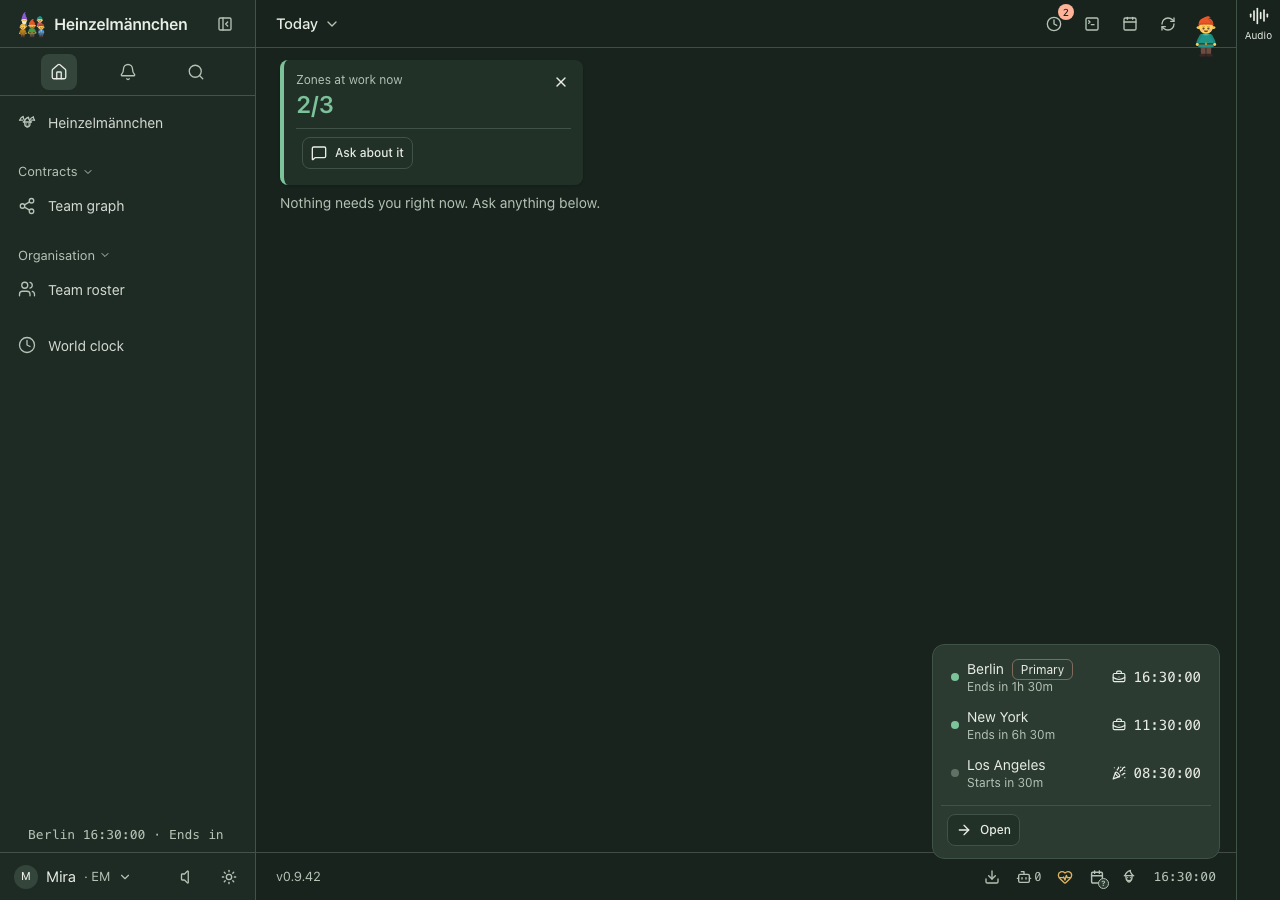 Heinzelmännchen
Today
2
Audio
Heinzelmännchen
Contracts
Team graph
Organisation
Team roster
World clock
Zones at work now
2/3
Ask about it
Nothing needs you right now. Ask anything below.
Berlin Primary
Ends in 1h 30m
16:30:00
New York
Ends in 6h 30m
11:30:00
Los Angeles
Starts in 30m
08:30:00
Open
Berlin 16:30:00 · Ends in
M Mira · EM
v0.9.42
0
?
16:30:00